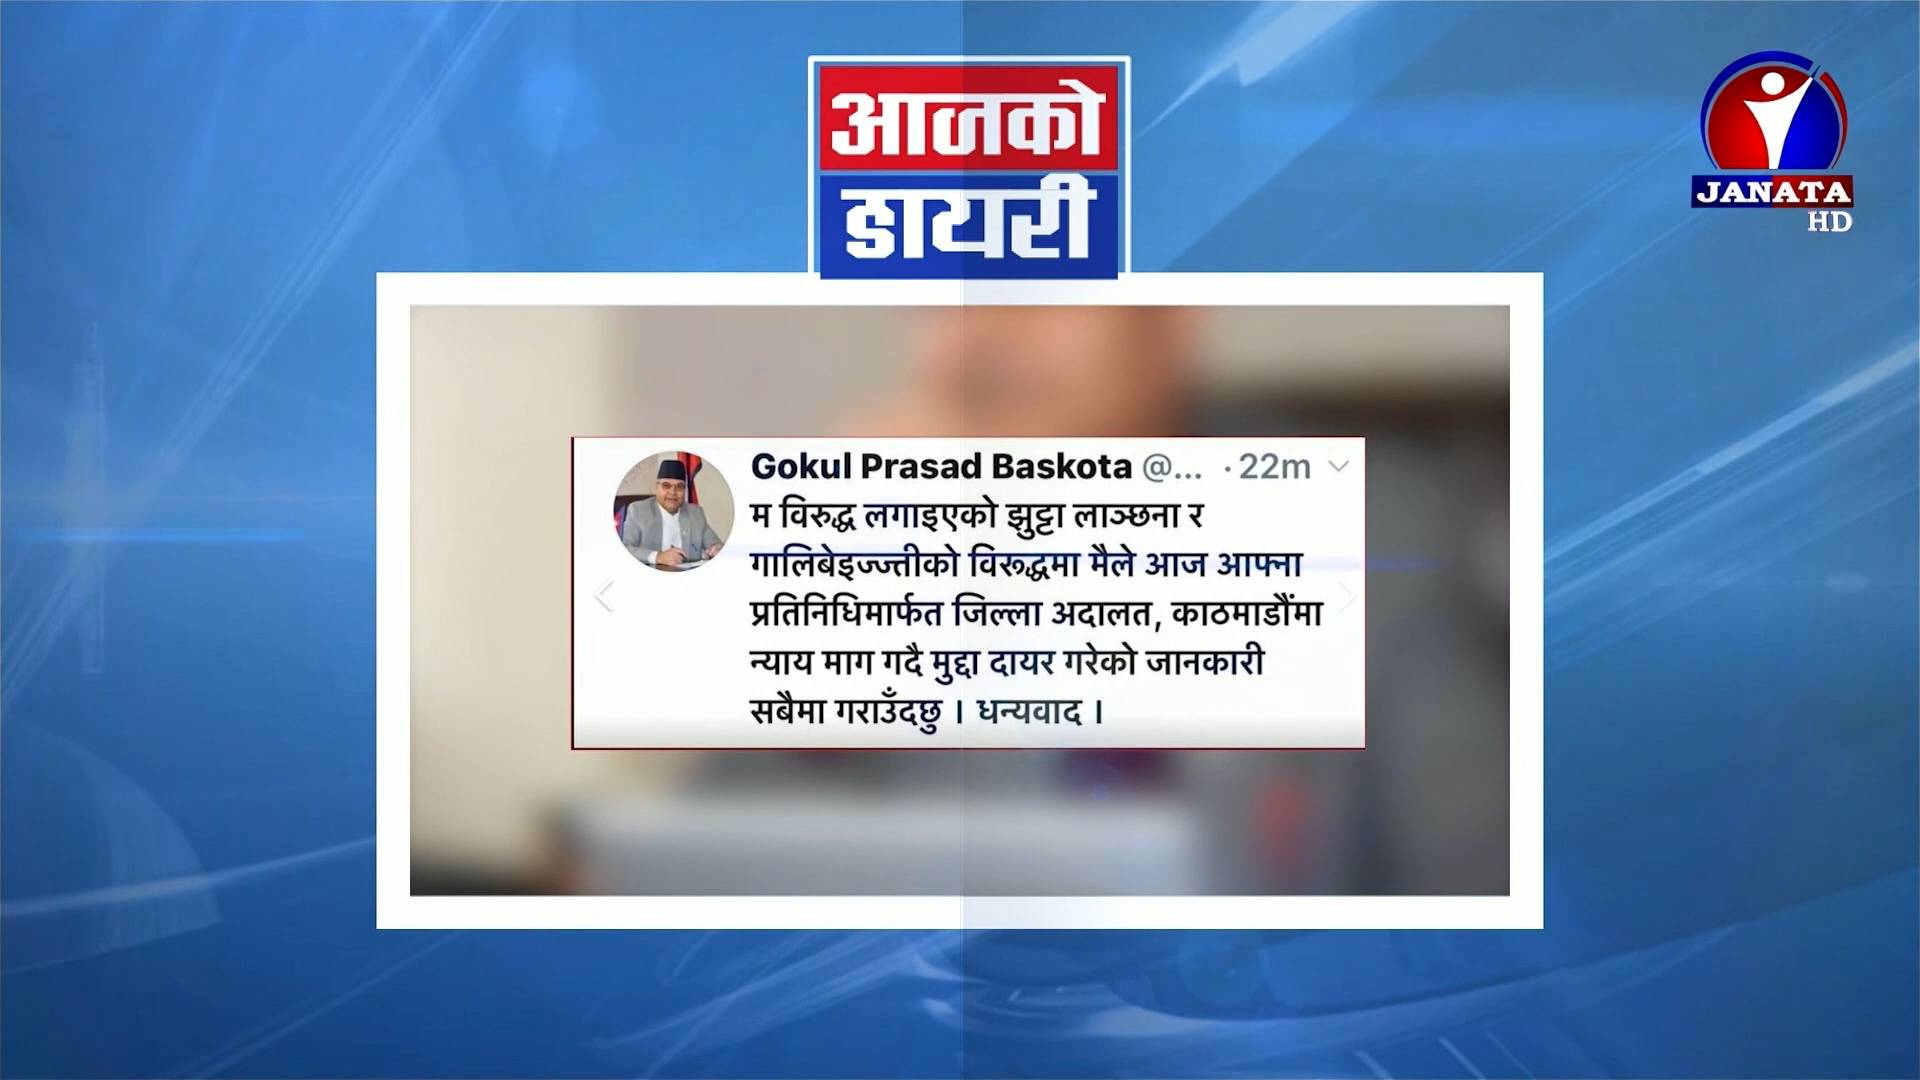 आजको
डायरी
JANATA
HD
Gokul Prasad Baskota @... · 22m
म विरुद्ध लगाइएको झुट्टा लाञ्छना र
गालिबेइज्ज्तीको विरूद्धमा मैले आज आफ्ना
प्रतिनिधिमार्फत जिल्ला अदालत, काठमाडौंमा
न्याय माग गर्दै मुद्दा दायर गरेको जानकारी
सबैमा गराउँदछु । धन्यवाद ।